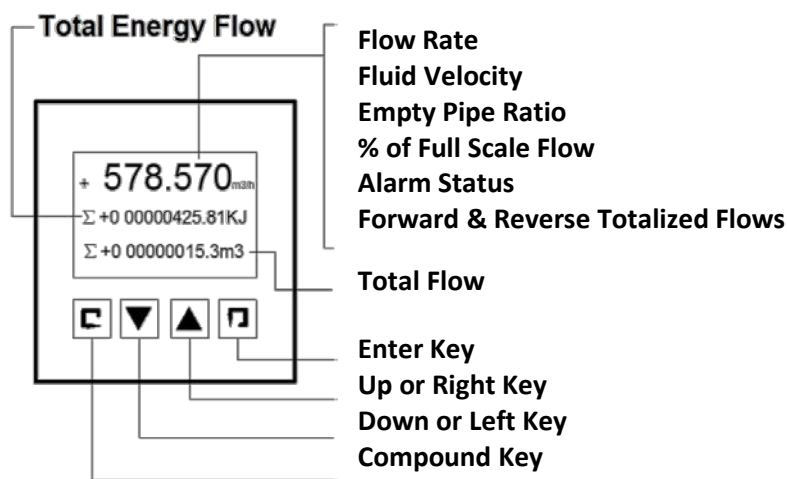 Total Energy Flow
Flow Rate
Fluid Velocity
Empty Pipe Ratio
% of Full Scale Flow
Alarm Status
Forward & Reverse Totalized Flows
+ 578.570 m3/h
Σ +0 00000425.81KJ
Σ +0 00000015.3m3
Total Flow
Enter Key
Up or Right Key
Down or Left Key
Compound Key